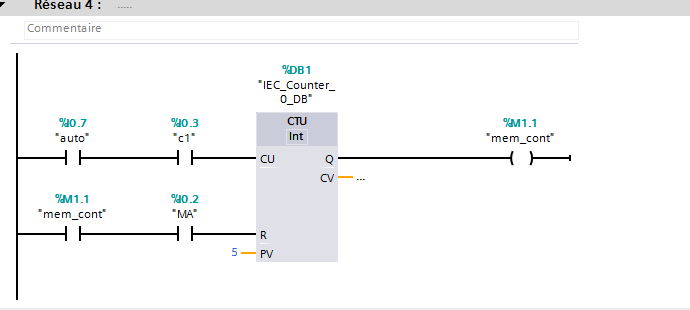 Réseau 4 : .....
Commentaire
%DB1
"IEC_Counter_
0_DB"
%I0.7 %I0.3 CTU %M1.1
"auto" "c1" Int "mem_cont"
CU Q
CV ...
%M1.1 %I0.2
"mem_cont" "MA"
R
5 PV